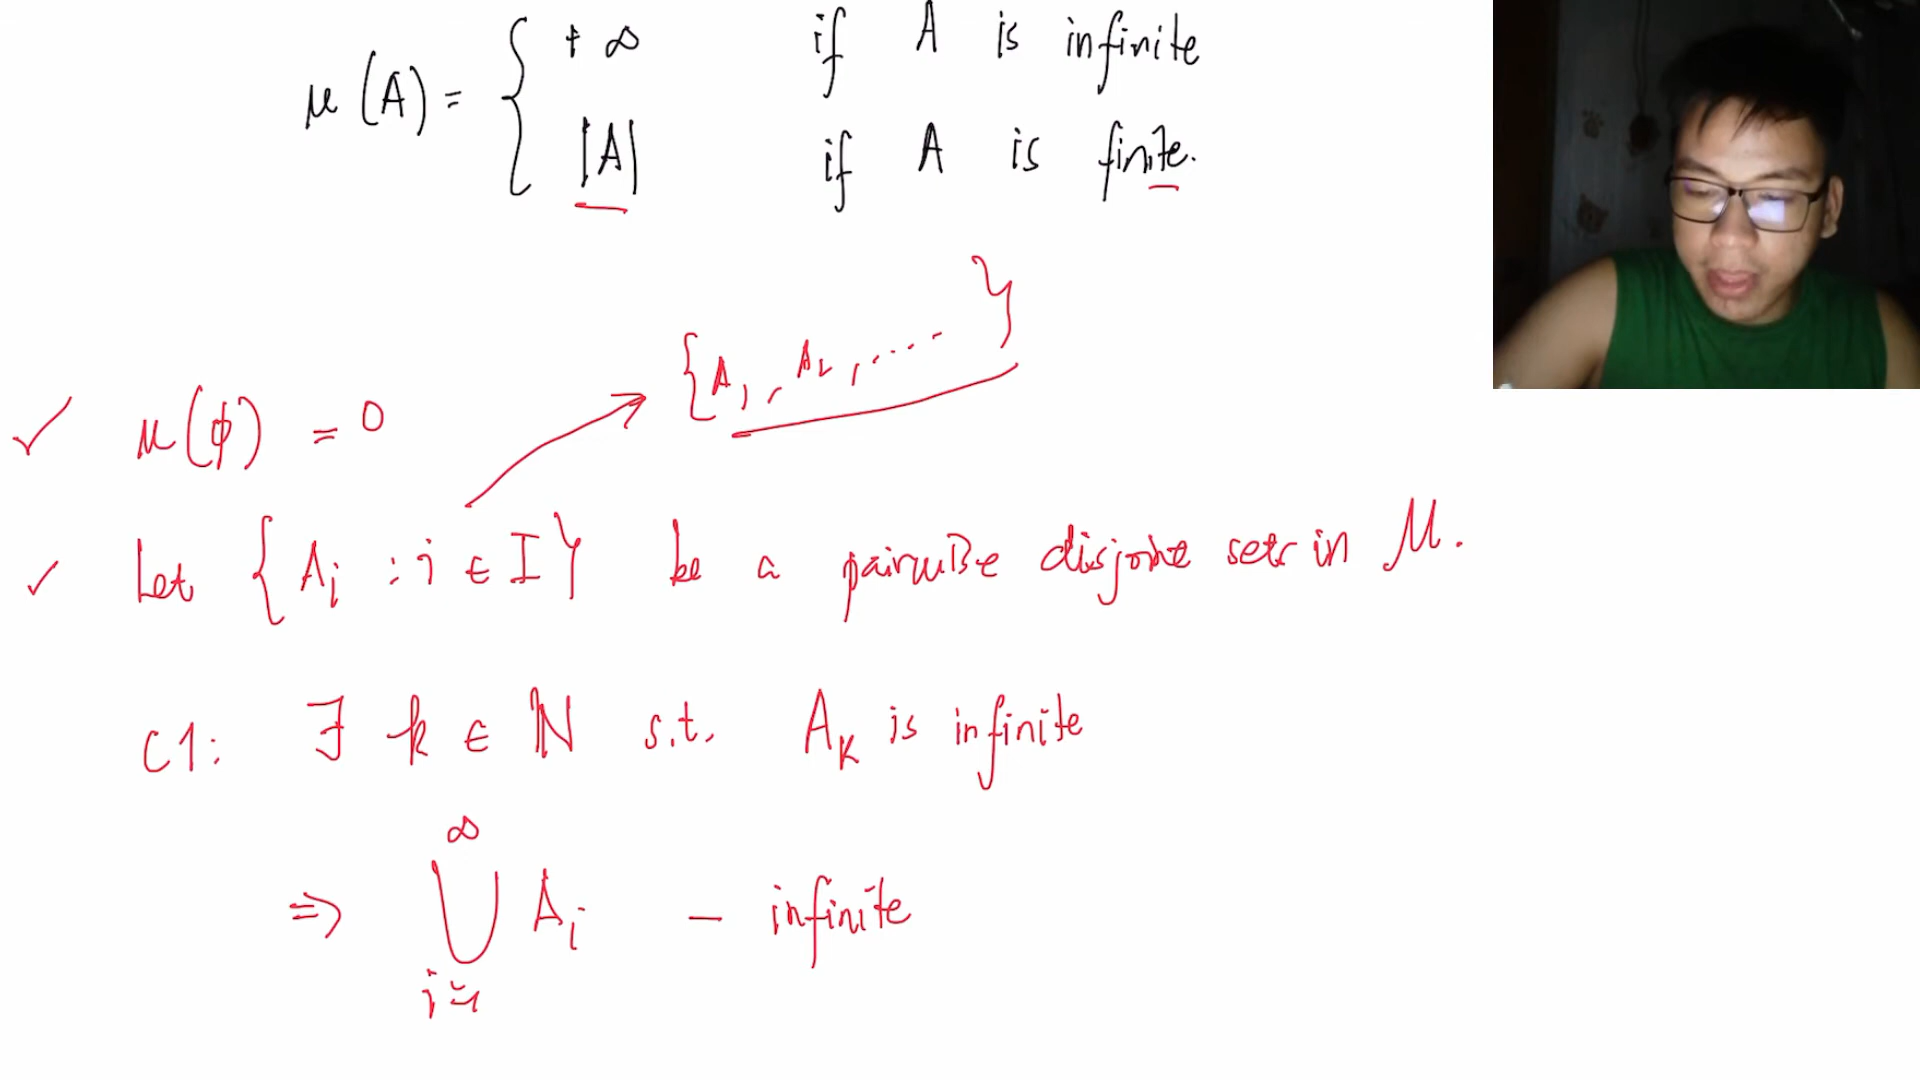 μ(A) = { +∞ if A is infinite
|A| if A is finite.
{A1, A2, ....... }
✓ μ(φ) = 0
✓ Let {Ai : i ∈ I} be a pairwise disjoint sets in M.
C1: ∃ k ∈ ℕ s.t. Ak is infinite
∞
⇒ ⋃ Ai – infinite
i=1